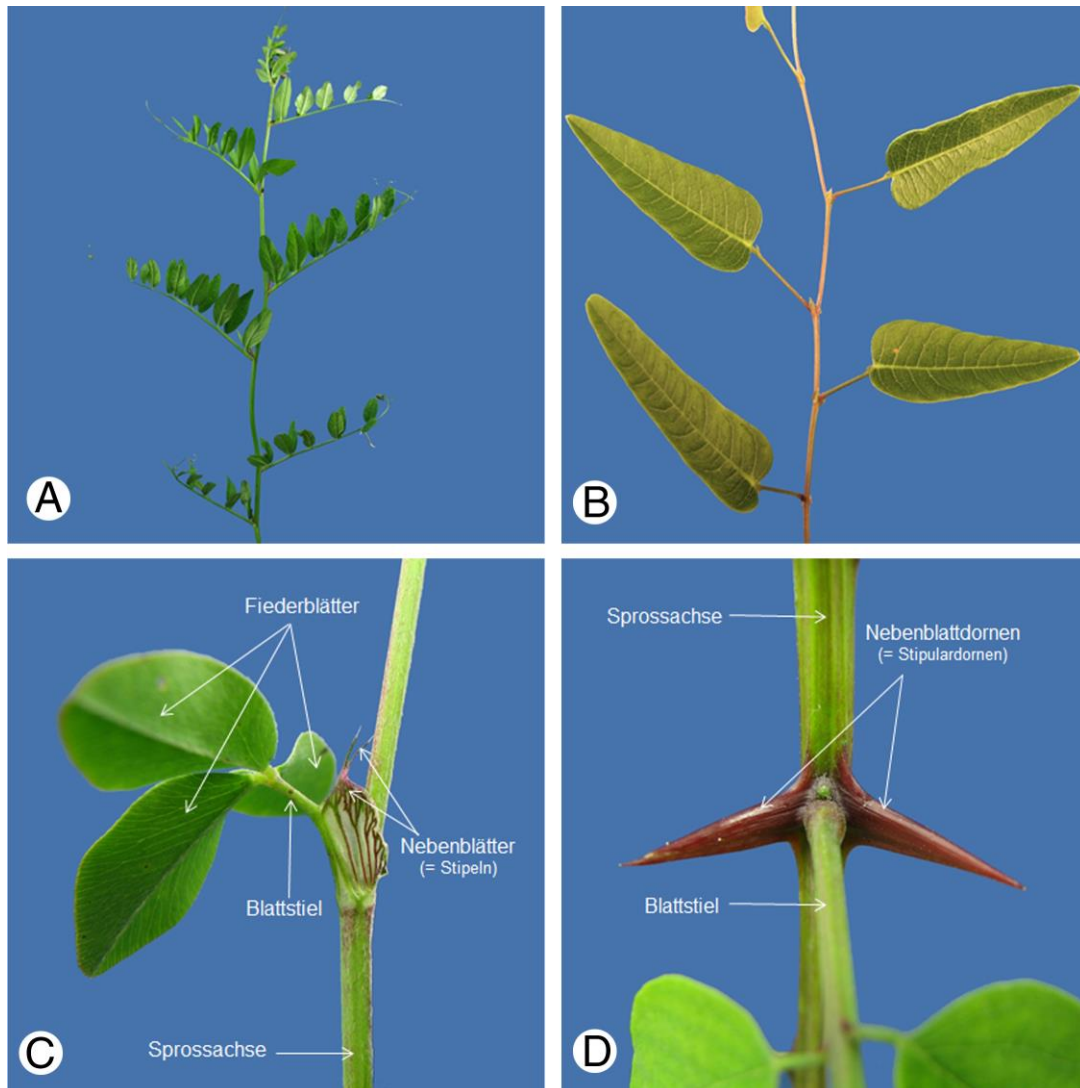 A
B
Fiederblätter
Nebenblätter
(= Stipeln)
Blattstiel
Sprossachse
C
Sprossachse
Nebenblattdornen
(= Stipulardornen)
Blattstiel
D